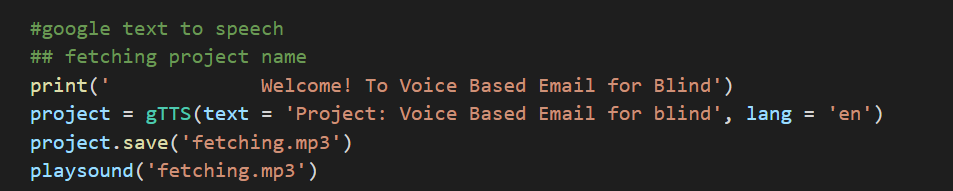 #google text to speech
## fetching project name
print('             Welcome! To Voice Based Email for Blind')
project = gTTS(text = 'Project: Voice Based Email for blind', lang = 'en')
project.save('fetching.mp3')
playsound('fetching.mp3')